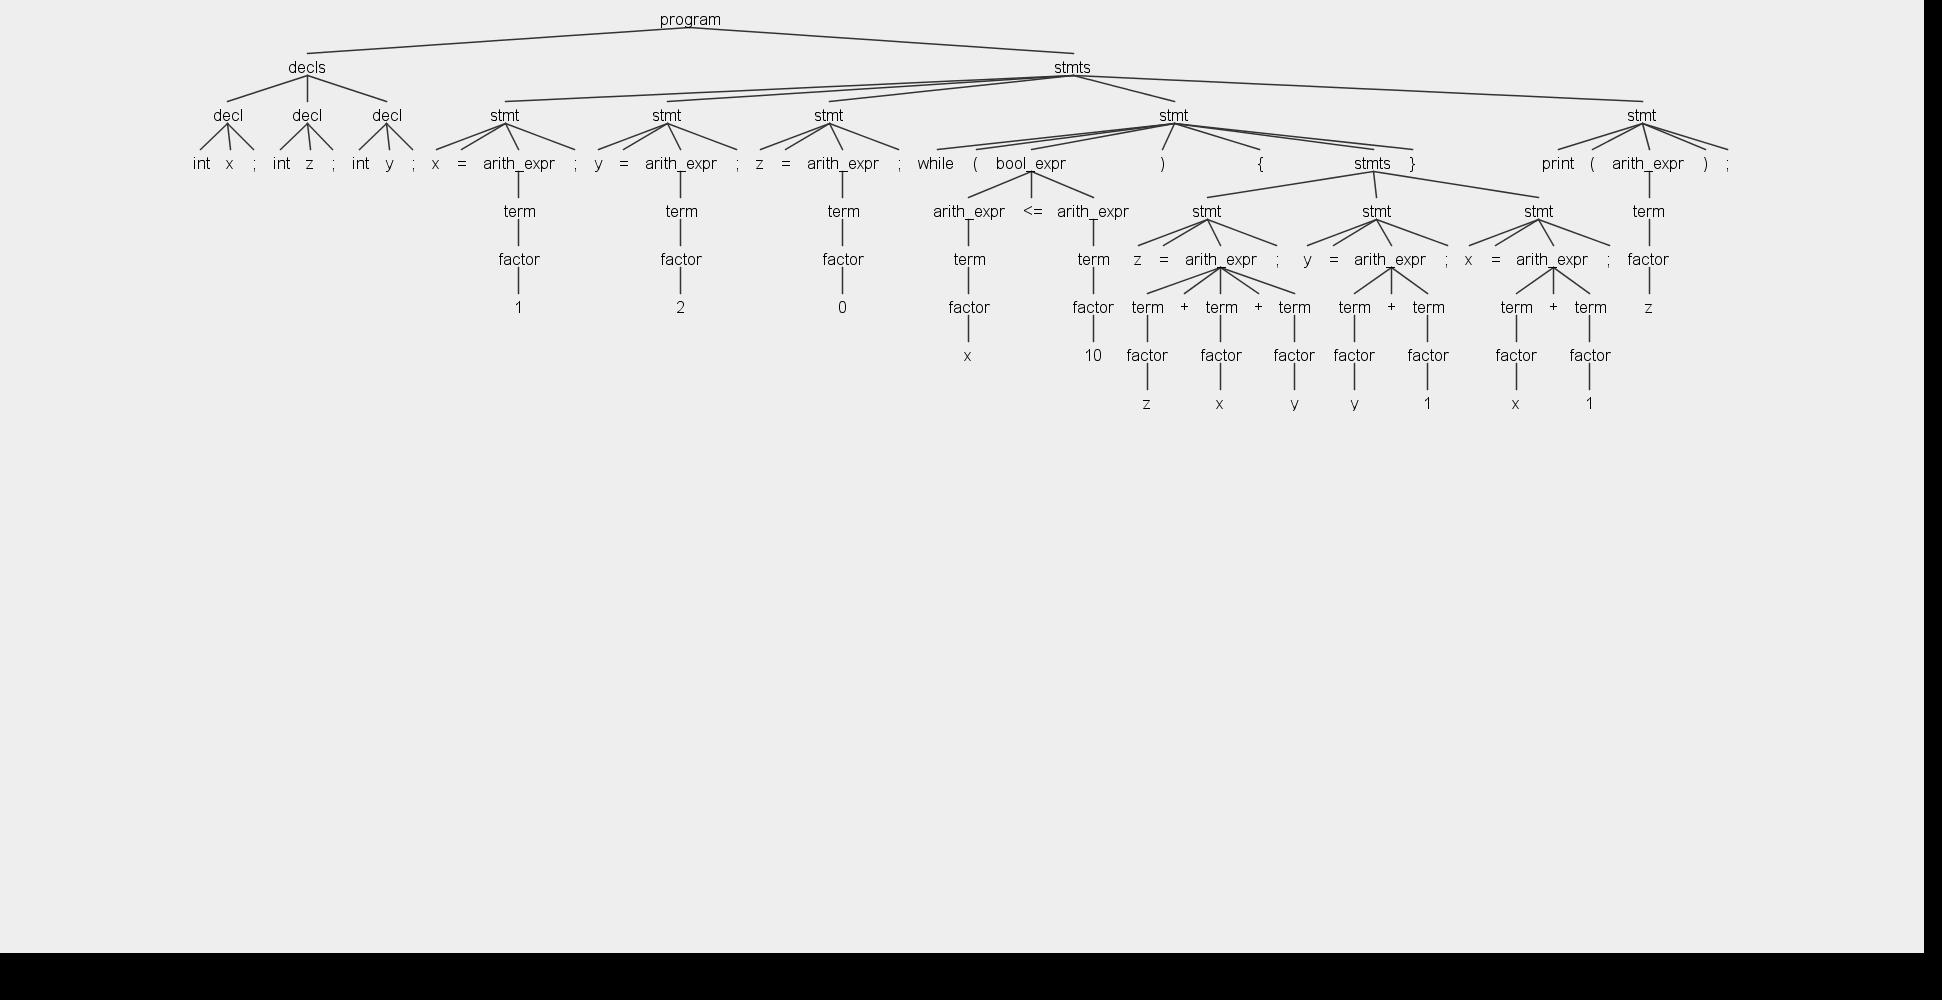 program
decls stmts
decl decl decl stmt stmt stmt stmt stmt
int x ; int z ; int y ; x = arith_expr ; y = arith_expr ; z = arith_expr ; while ( bool_expr ) { stmts } print ( arith_expr ) ;
term term term arith_expr <= arith_expr stmt stmt stmt term
factor factor factor term term z = arith_expr ; y = arith_expr ; x = arith_expr ; factor
1 2 0 factor factor term + term + term term + term term + term z
x 10 factor factor factor factor factor factor factor
z x y y 1 x 1